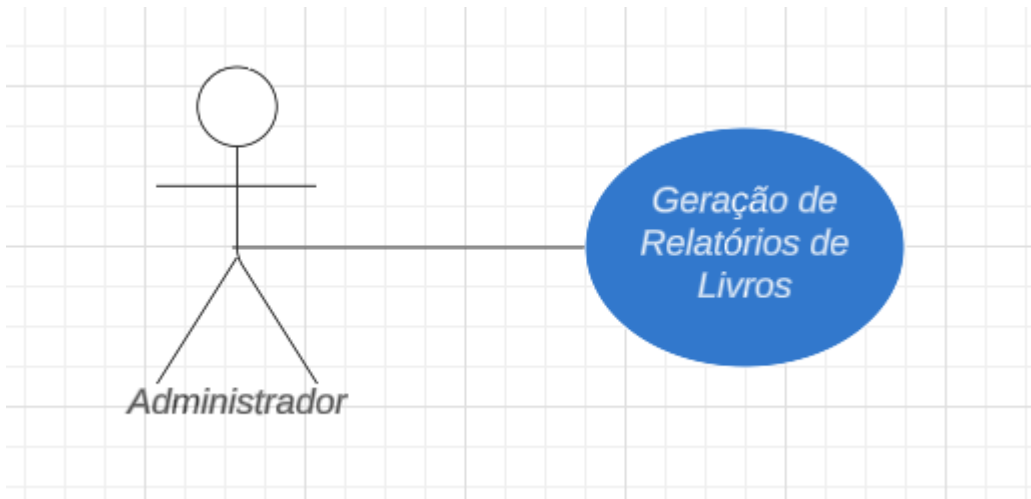 Geração de
Relatórios de
Livros
Administrador